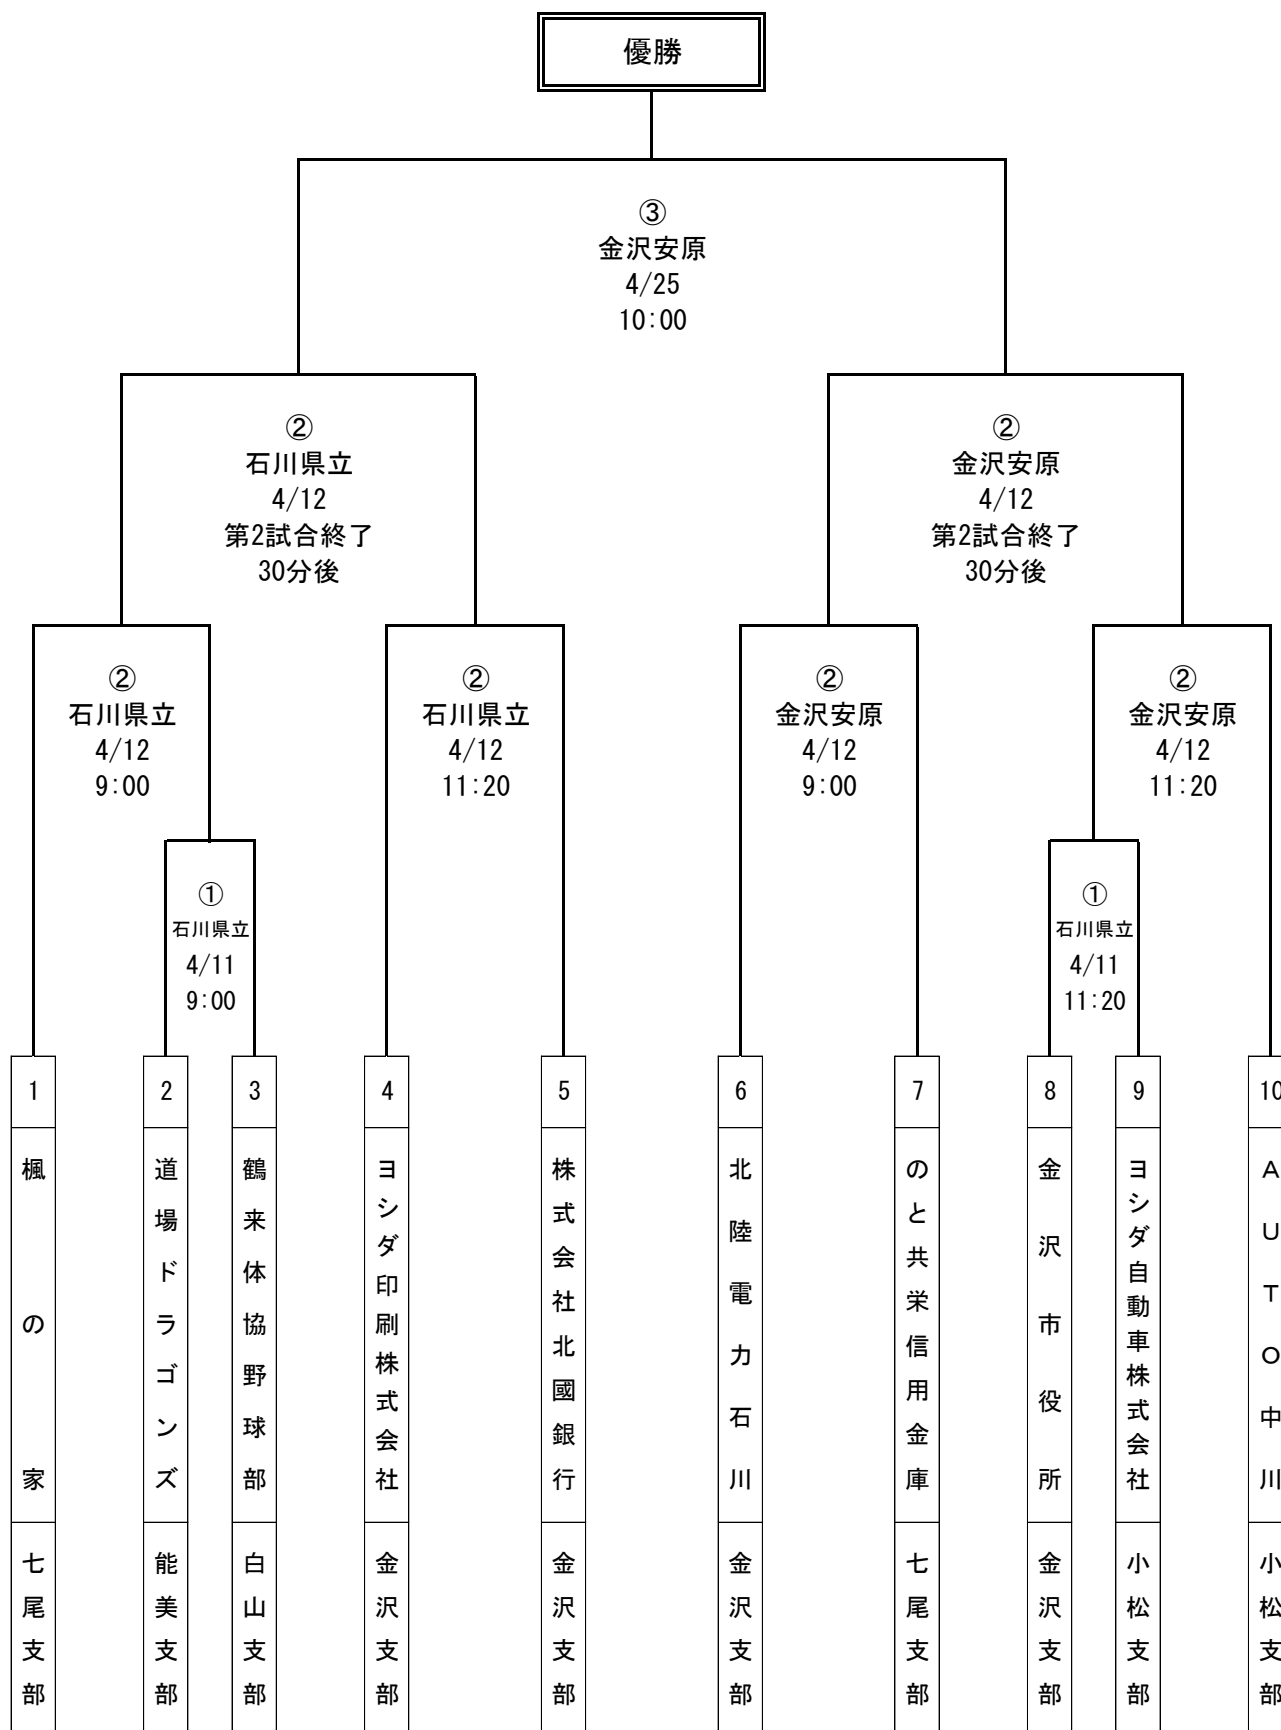 優勝
③
金沢安原
4/25
10:00
②
石川県立
4/12
第2試合終了
30分後
②
金沢安原
4/12
第2試合終了
30分後
②
石川県立
4/12
9:00
②
石川県立
4/12
11:20
②
金沢安原
4/12
9:00
②
金沢安原
4/12
11:20
①
石川県立
4/11
9:00
①
石川県立
4/11
11:20
1
楓の家
七尾支部
2
道場ドラゴンズ
能美支部
3
鶴来体協野球部
白山支部
4
ヨシダ印刷株式会社
金沢支部
5
株式会社北國銀行
金沢支部
6
北陸電力石川
金沢支部
7
のと共栄信用金庫
七尾支部
8
金沢市役所
金沢支部
9
ヨシダ自動車株式会社
小松支部
10
AUTO中川
小松支部